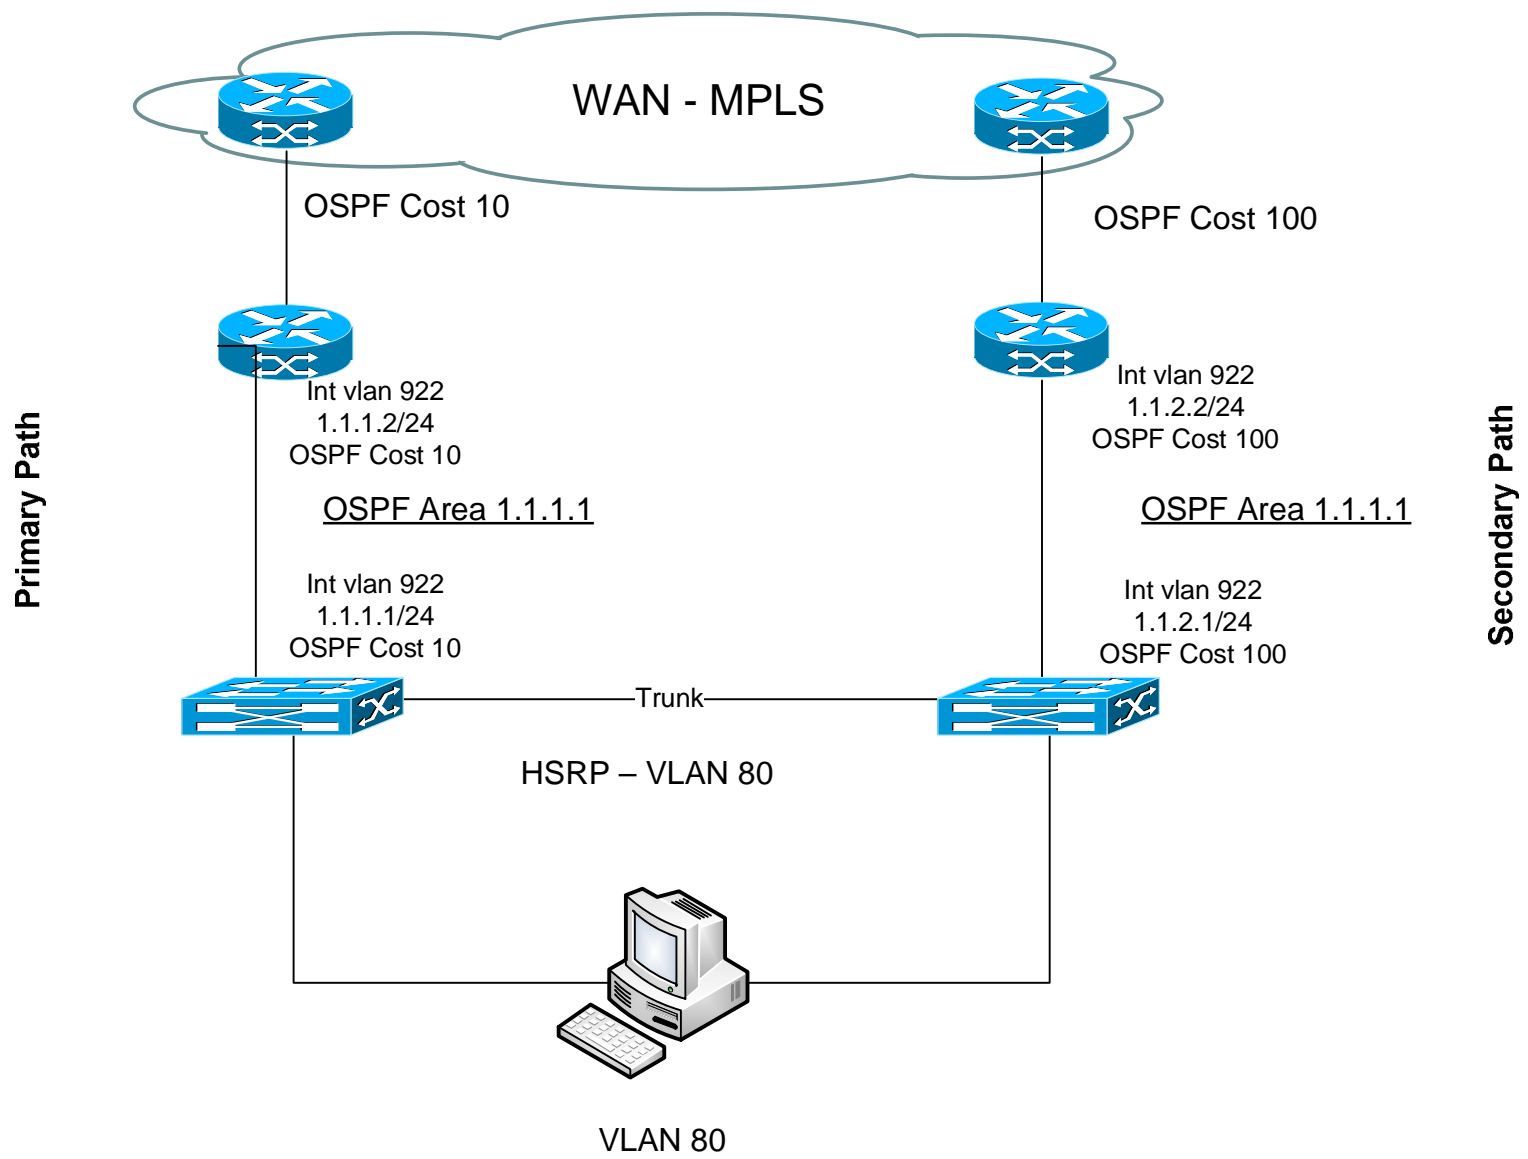 WAN - MPLS
OSPF Cost 10
OSPF Cost 100
Int vlan 922
1.1.1.2/24
OSPF Cost 10
Int vlan 922
1.1.2.2/24
OSPF Cost 100
Primary Path
OSPF Area 1.1.1.1
OSPF Area 1.1.1.1
Secondary Path
Int vlan 922
1.1.1.1/24
OSPF Cost 10
Int vlan 922
1.1.2.1/24
OSPF Cost 100
Trunk
HSRP – VLAN 80
VLAN 80